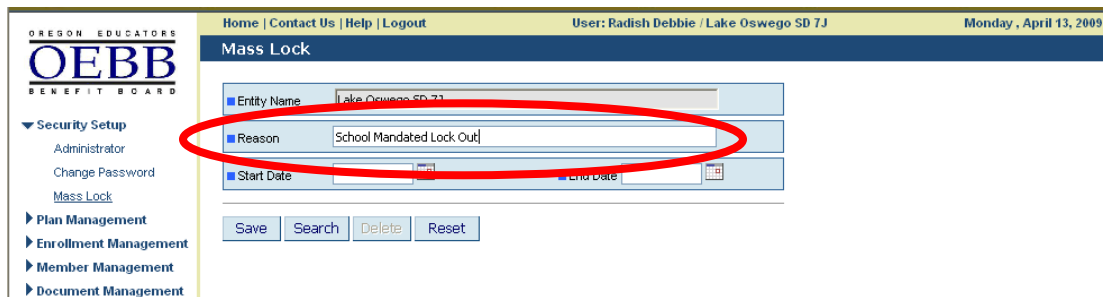 Home | Contact Us | Help | Logout User: Radish Debbie / Lake Oswego SD 7J Monday , April 13, 2009
OREGON EDUCATORS
OEBB
BENEFIT BOARD
Mass Lock
Entity Name Lake Oswego SD 7J
Reason School Mandated Lock Out
Start Date End Date
Save Search Delete Reset
Security Setup
Administrator
Change Password
Mass Lock
Plan Management
Enrollment Management
Member Management
Document Management